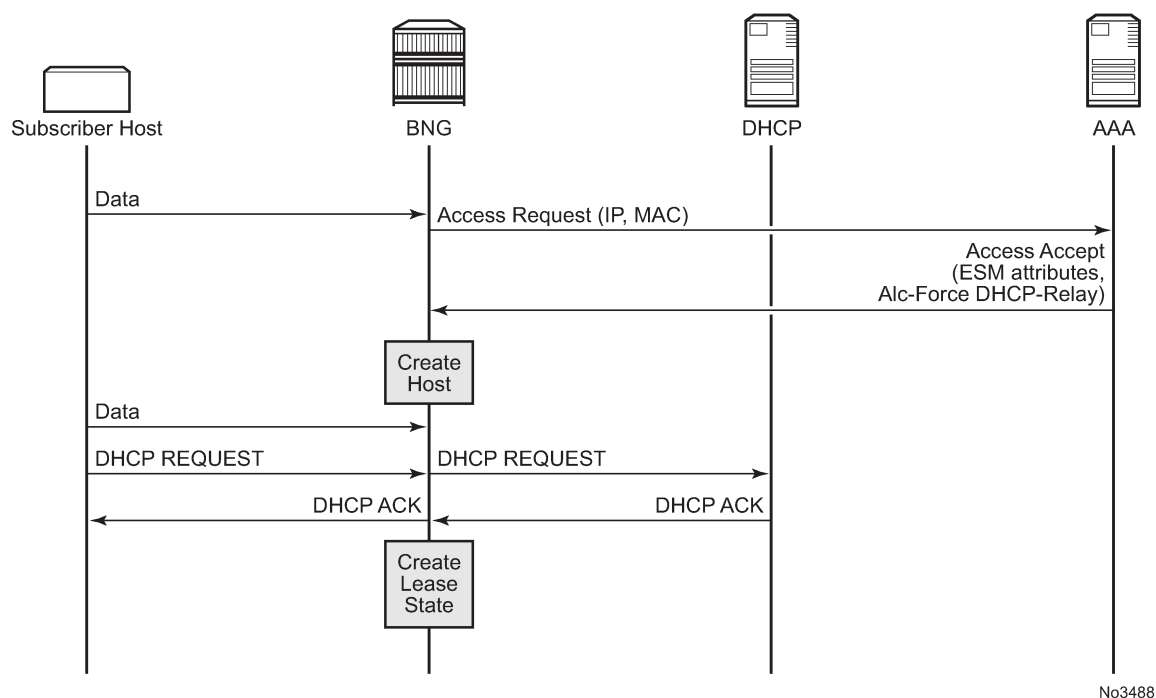 Subscriber Host
BNG
DHCP
AAA
Data
Access Request (IP, MAC)
Access Accept
(ESM attributes,
Alc-Force DHCP-Relay)
Create
Host
Data
DHCP REQUEST
DHCP REQUEST
DHCP ACK
DHCP ACK
Create
Lease
State
No3488